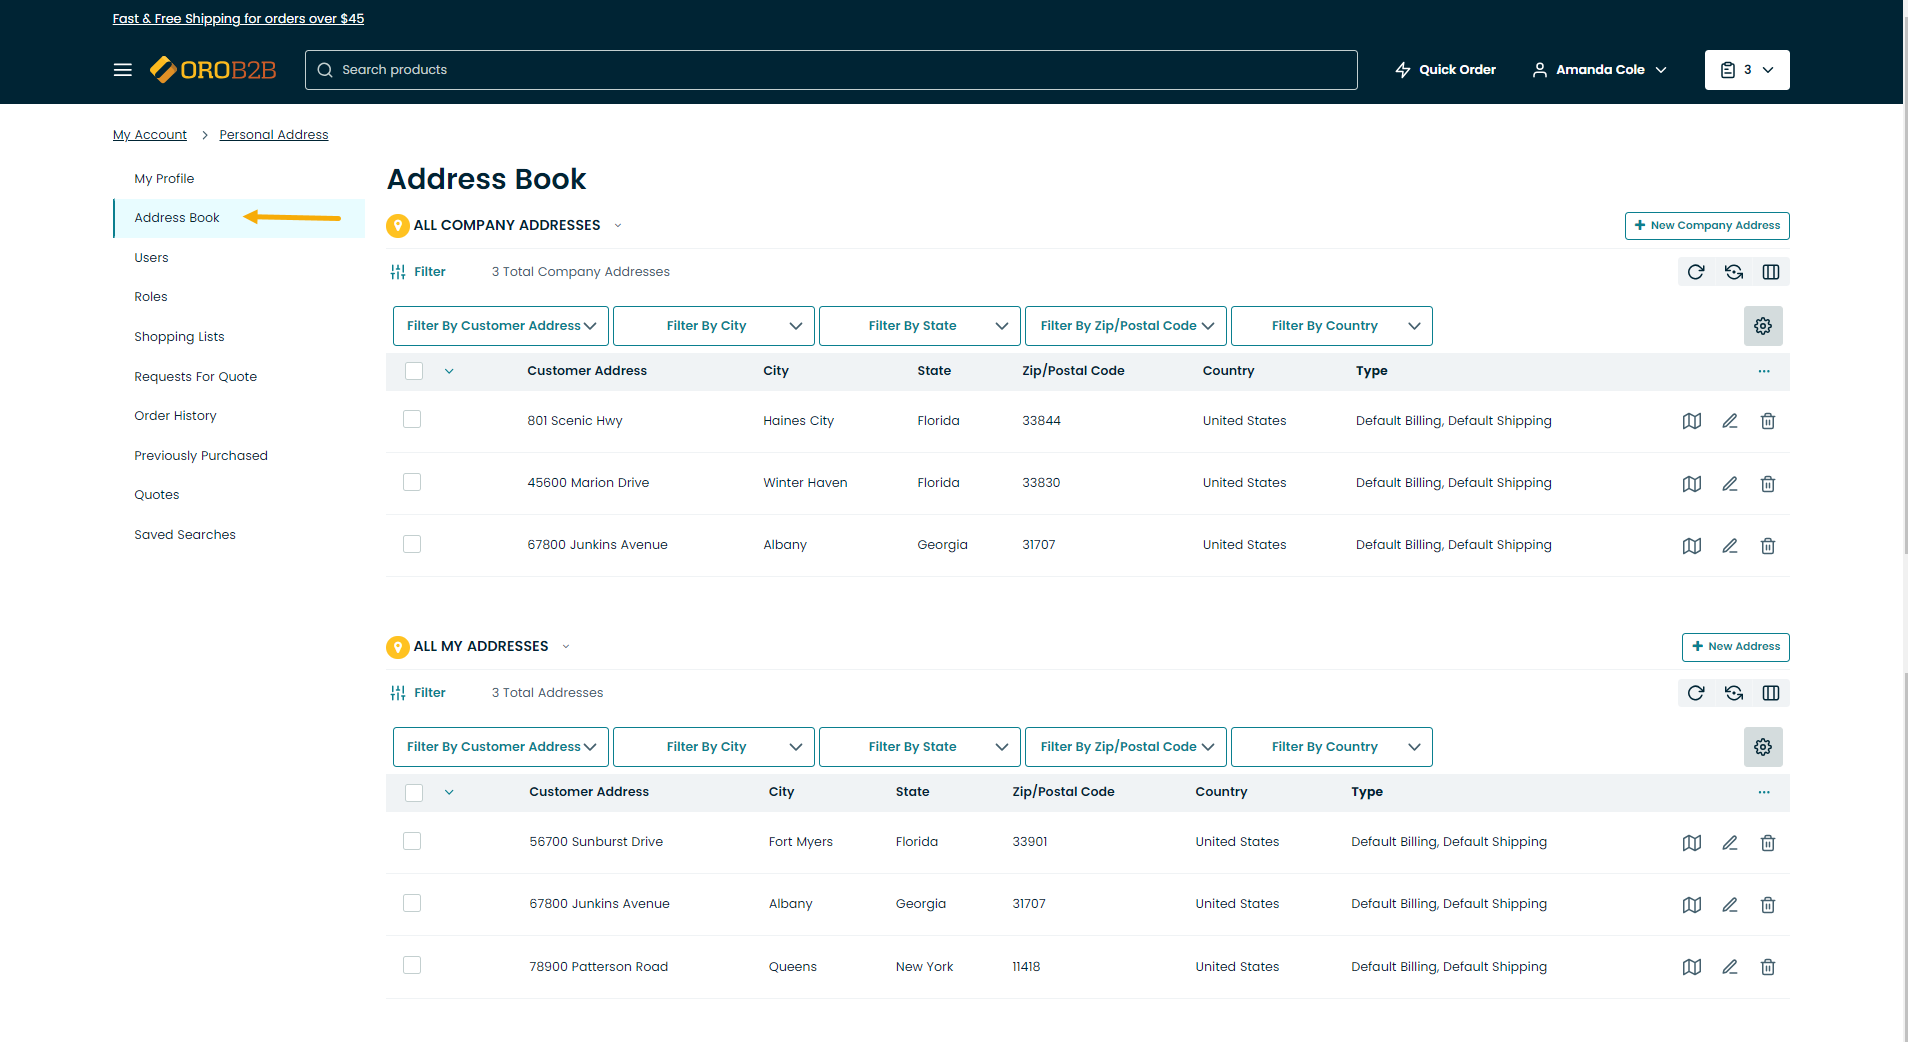 Fast & Free Shipping for orders over $45
OROB2B
Search products
Quick Order
Amanda Cole
3
My Account > Personal Address
My Profile
Address Book
Users
Roles
Shopping Lists
Requests For Quote
Order History
Previously Purchased
Quotes
Saved Searches
Address Book
ALL COMPANY ADDRESSES
+ New Company Address
Filter 3 Total Company Addresses
Filter By Customer Address Filter By City Filter By State Filter By Zip/Postal Code Filter By Country
Customer Address City State Zip/Postal Code Country Type ...
801 Scenic Hwy Haines City Florida 33844 United States Default Billing, Default Shipping
45600 Marion Drive Winter Haven Florida 33830 United States Default Billing, Default Shipping
67800 Junkins Avenue Albany Georgia 31707 United States Default Billing, Default Shipping
ALL MY ADDRESSES
+ New Address
Filter 3 Total Addresses
Filter By Customer Address Filter By City Filter By State Filter By Zip/Postal Code Filter By Country
Customer Address City State Zip/Postal Code Country Type ...
56700 Sunburst Drive Fort Myers Florida 33901 United States Default Billing, Default Shipping
67800 Junkins Avenue Albany Georgia 31707 United States Default Billing, Default Shipping
78900 Patterson Road Queens New York 11418 United States Default Billing, Default Shipping